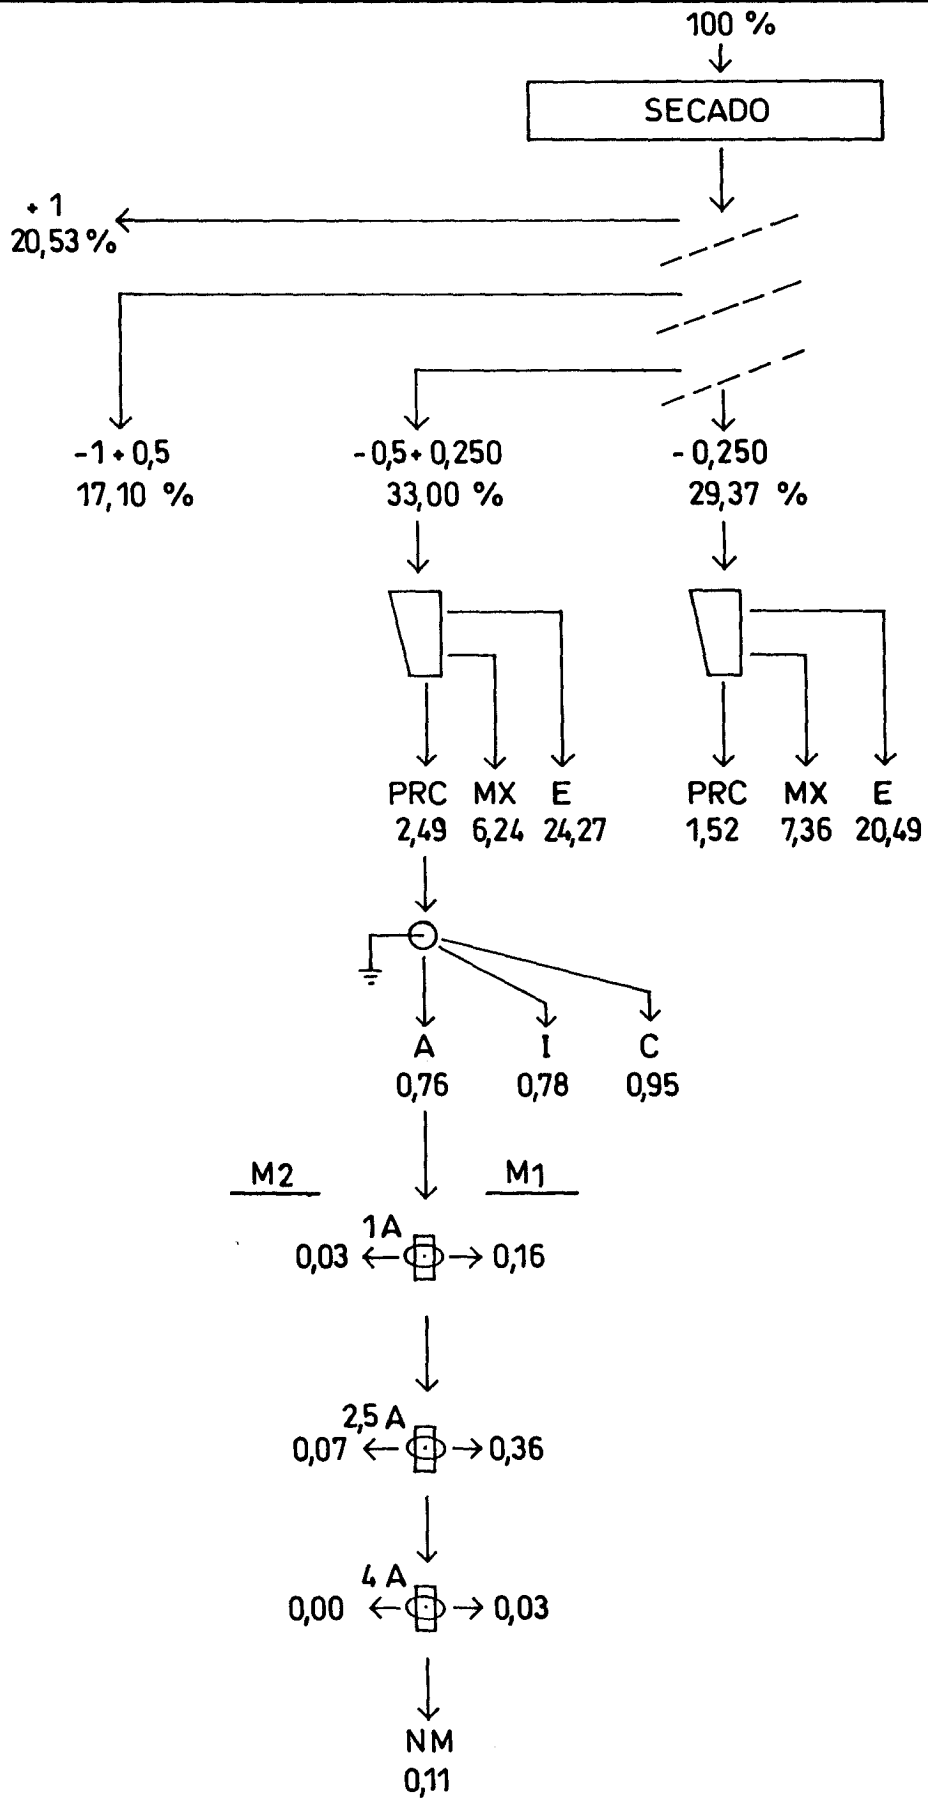 100 %
SECADO
+ 1
20,53 %
-1+0,5
17,10 %
-0,5+0,250
33,00 %
- 0,250
29,37 %
PRC MX E
2,49 6,24 24,27
PRC MX E
1,52 7,36 20,49
A I C
0,76 0,78 0,95
M2 M1
1A
0,03 0,16
2,5 A
0,07 0,36
4 A
0,00 0,03
NM
0,11